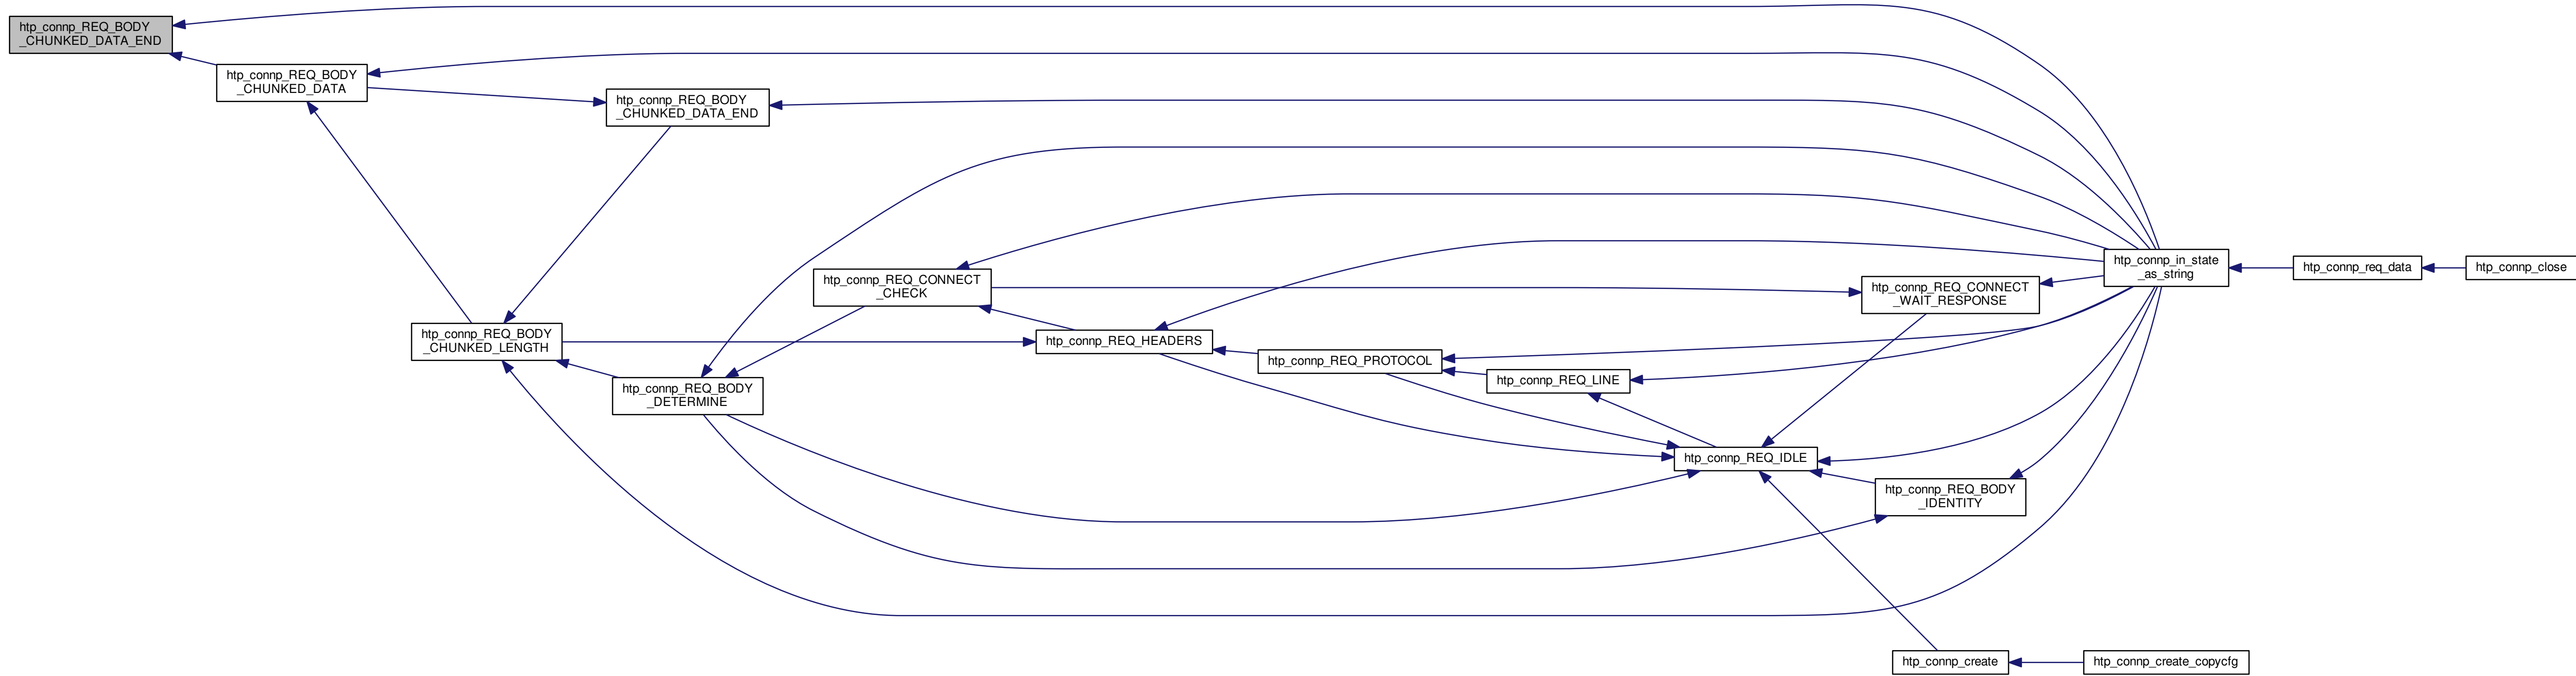 htp_connp_REQ_BODY
_CHUNKED_DATA_END
htp_connp_REQ_BODY
_CHUNKED_DATA
htp_connp_REQ_BODY
_CHUNKED_DATA_END
htp_connp_REQ_BODY
_CHUNKED_LENGTH
htp_connp_REQ_BODY
_DETERMINE
htp_connp_REQ_CONNECT
_CHECK
htp_connp_REQ_HEADERS
htp_connp_REQ_PROTOCOL
htp_connp_REQ_LINE
htp_connp_REQ_IDLE
htp_connp_REQ_CONNECT
_WAIT_RESPONSE
htp_connp_REQ_BODY
_IDENTITY
htp_connp_in_state
_as_string
htp_connp_req_data
htp_connp_close
htp_connp_create
htp_connp_create_copycfg